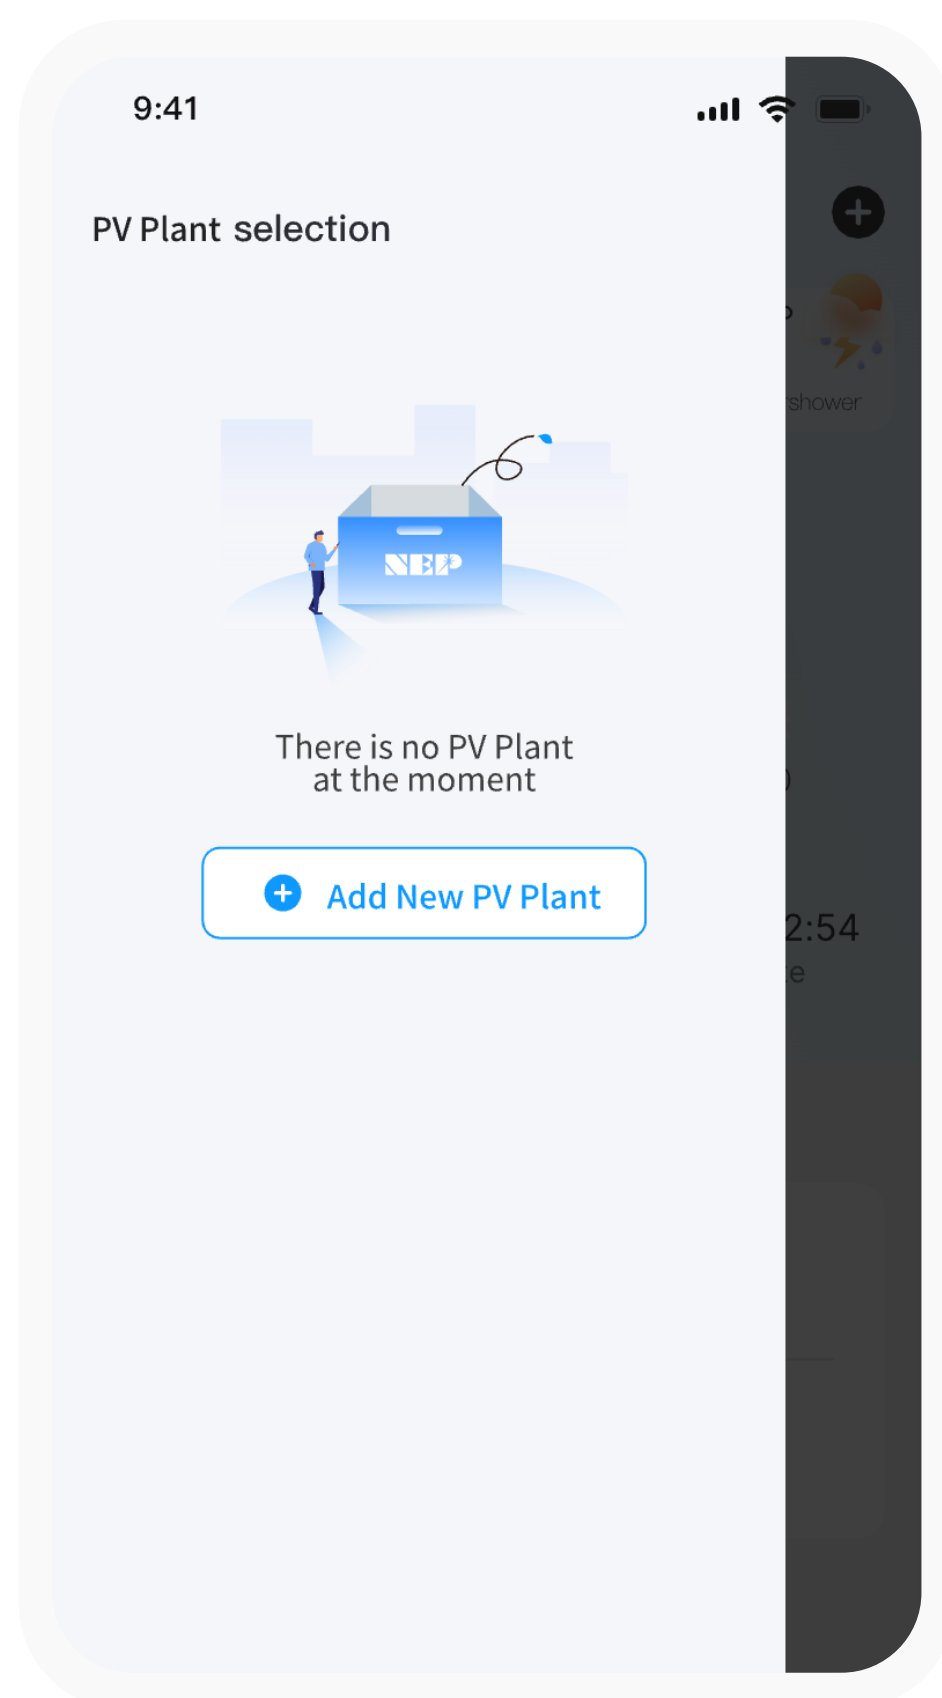 9:41
PV Plant selection
shower
NEP
There is no PV Plant
at the moment
Add New PV Plant
2:54